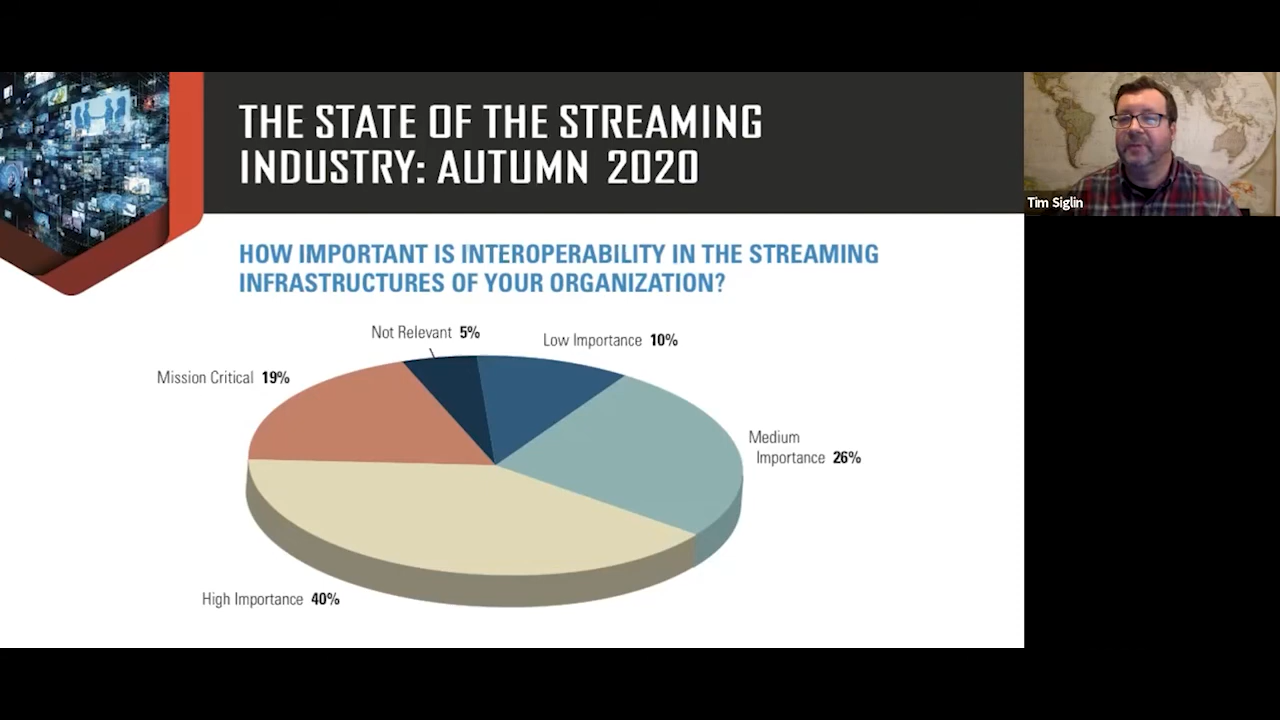 THE STATE OF THE STREAMING
INDUSTRY: AUTUMN 2020
Tim Siglin
HOW IMPORTANT IS INTEROPERABILITY IN THE STREAMING
INFRASTRUCTURES OF YOUR ORGANIZATION?
Not Relevant 5%
Low Importance 10%
Mission Critical 19%
Medium
Importance 26%
High Importance 40%